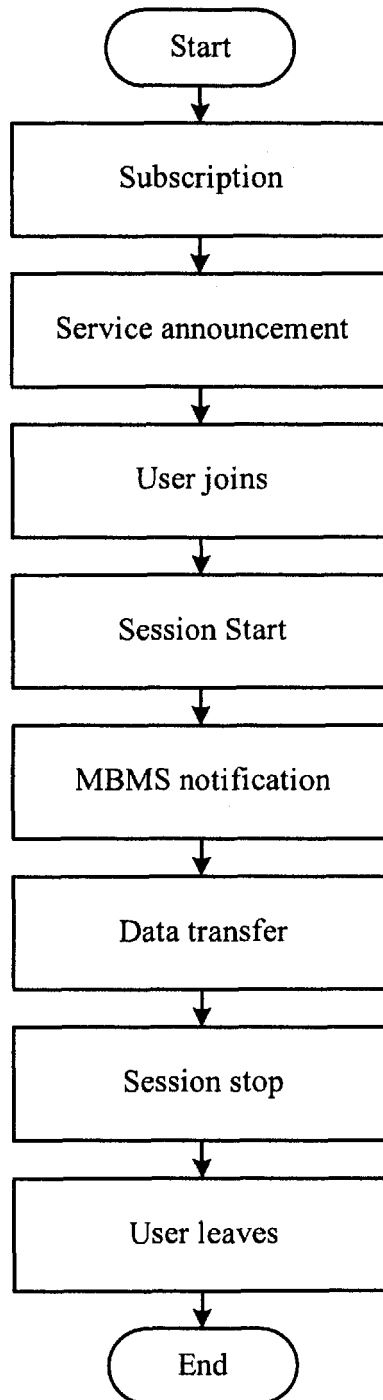 Start
Subscription
Service announcement
User joins
Session Start
MBMS notification
Data transfer
Session stop
User leaves
End